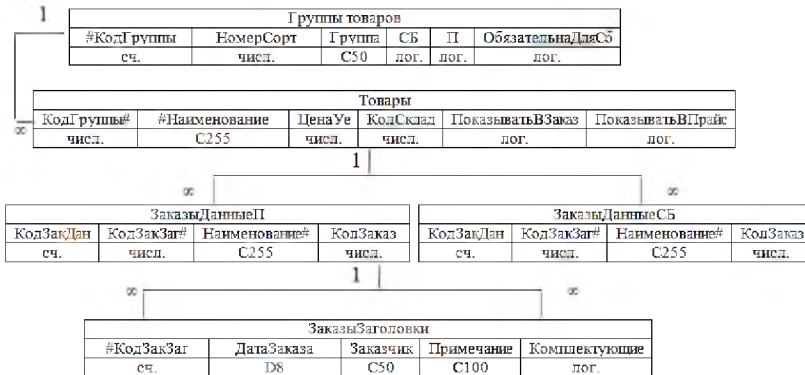 1
Группы товаров
#КодГруппы НомерСорт Группа СБ П ОбязательнаДляСб
сч. числ. С50 лог. лог. лог.
Товары
∞ КодГруппы# #Наименование ЦенаУе КодСклад ПоказыватьВЗаказ ПоказыватьВПрайс
числ. С255 числ. числ. лог. лог.
1
∞ ∞
ЗаказыДанныеП ЗаказыДанныеСБ
КодЗакДан КодЗакЗаг# Наименование# КолЗаказ КодЗакДан КодЗакЗаг# Наименование# КолЗаказ
сч. числ. С255 числ. сч. числ. С255 числ.
1
∞ ∞
ЗаказыЗаголовки
#КодЗакЗаг ДатаЗаказа Заказчик Примечание Комплектующие
сч. D8 С50 С100 лог.